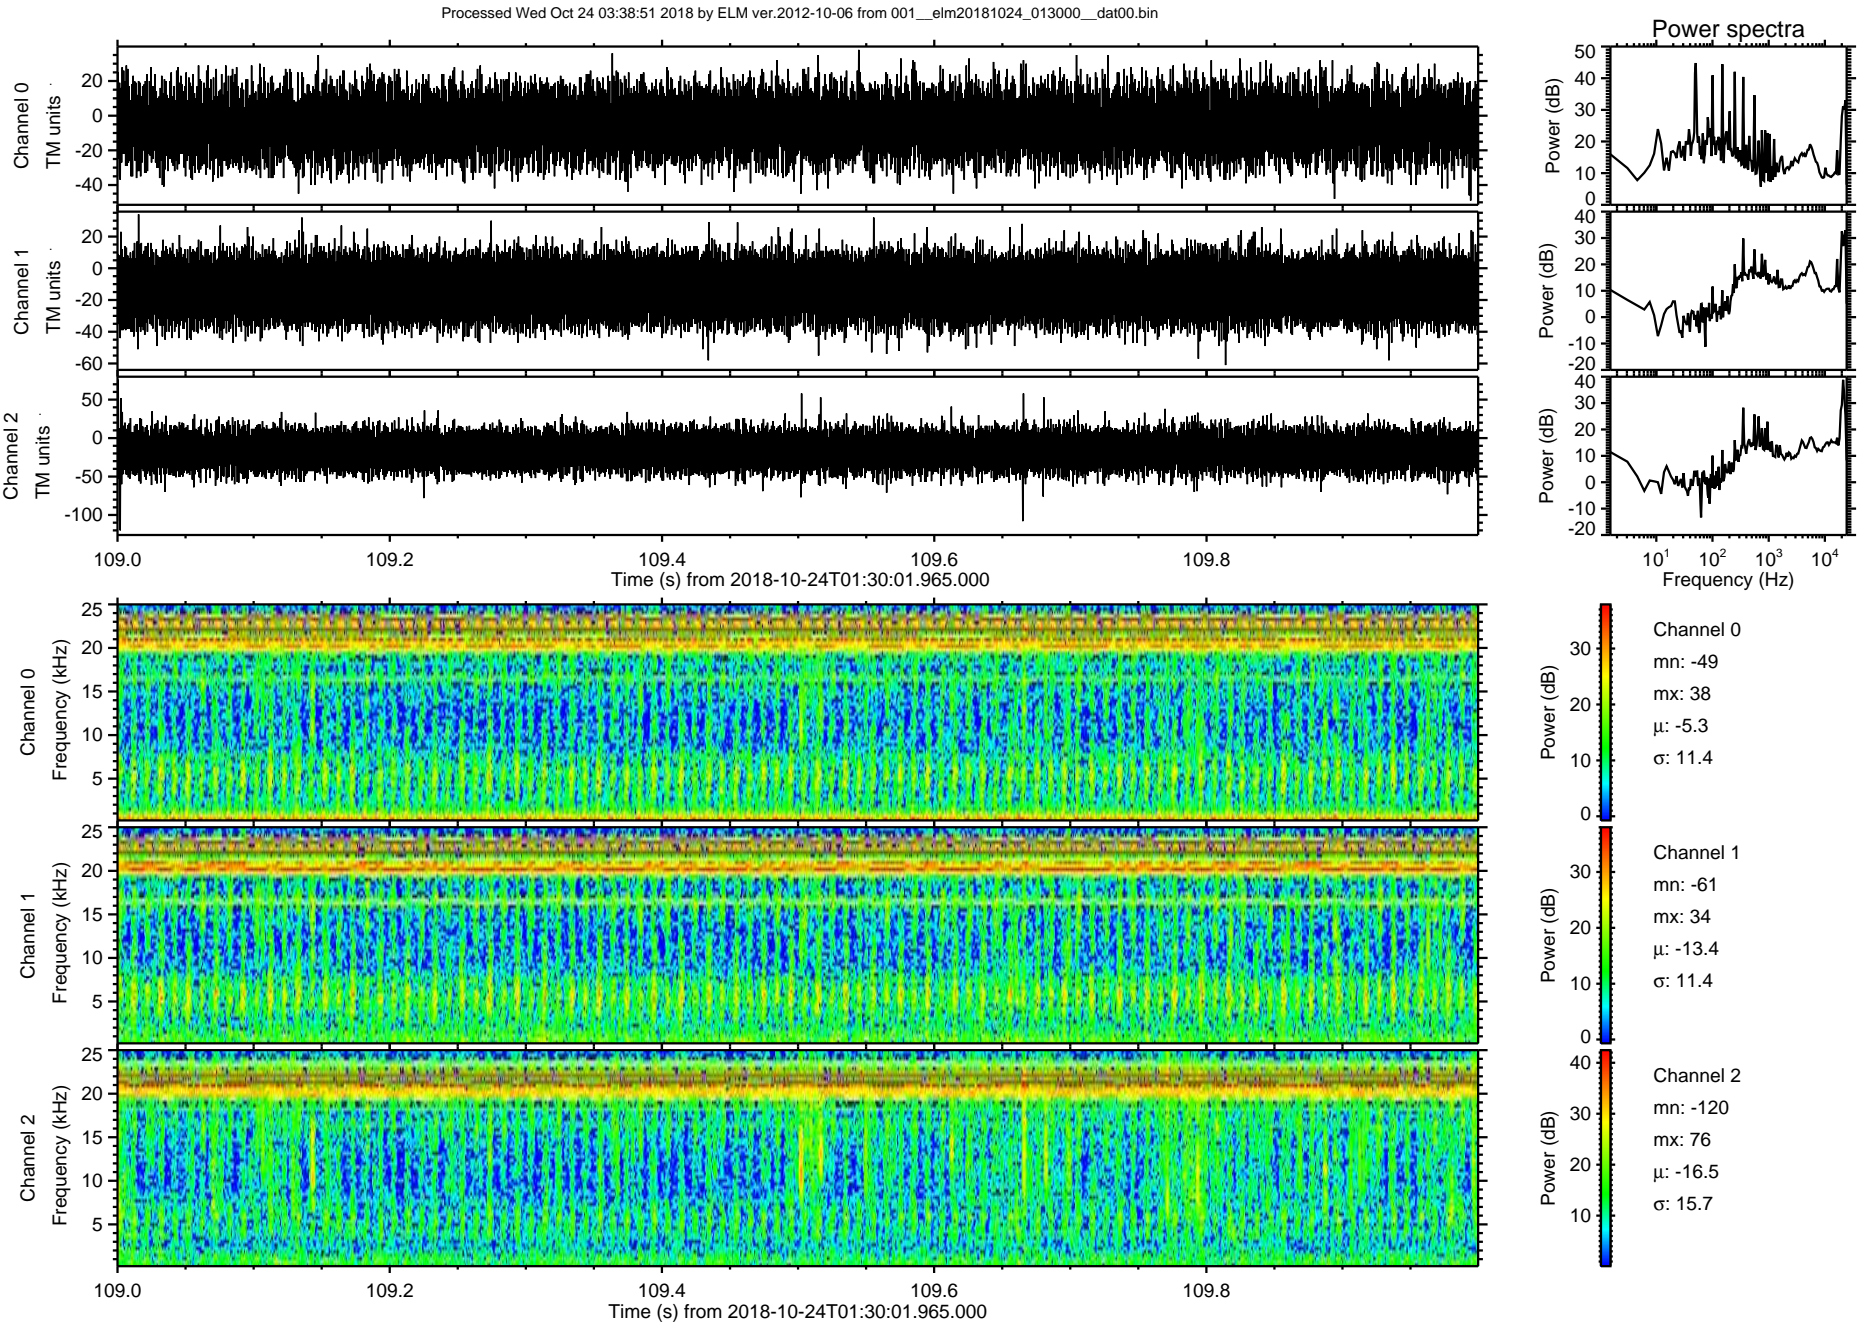 Processed Wed Oct 24 03:38:51 2018 by ELM ver.2012-10-06 from 001__elm20181024_013000__dat00.bin
Power spectra
Channel 0
TM units
20
0
-20
-40
Power (dB)
50
40
30
20
10
0
Channel 1
TM units
20
0
-20
-40
-60
Power (dB)
40
30
20
10
0
-10
-20
Channel 2
TM units
50
0
-50
-100
Power (dB)
40
30
20
10
0
-10
-20
109.0 109.2 109.4 109.6 109.8
Time (s) from 2018-10-24T01:30:01.965.000
10^1 10^2 10^3 10^4
Frequency (Hz)
Channel 0
Frequency (kHz)
25
20
15
10
5
Power (dB)
30
20
10
0
Channel 0
mn: -49
mx: 38
μ: -5.3
σ: 11.4
Channel 1
Frequency (kHz)
25
20
15
10
5
Power (dB)
30
20
10
0
Channel 1
mn: -61
mx: 34
μ: -13.4
σ: 11.4
Channel 2
Frequency (kHz)
25
20
15
10
5
Power (dB)
40
30
20
10
Channel 2
mn: -120
mx: 76
μ: -16.5
σ: 15.7
109.0 109.2 109.4 109.6 109.8
Time (s) from 2018-10-24T01:30:01.965.000